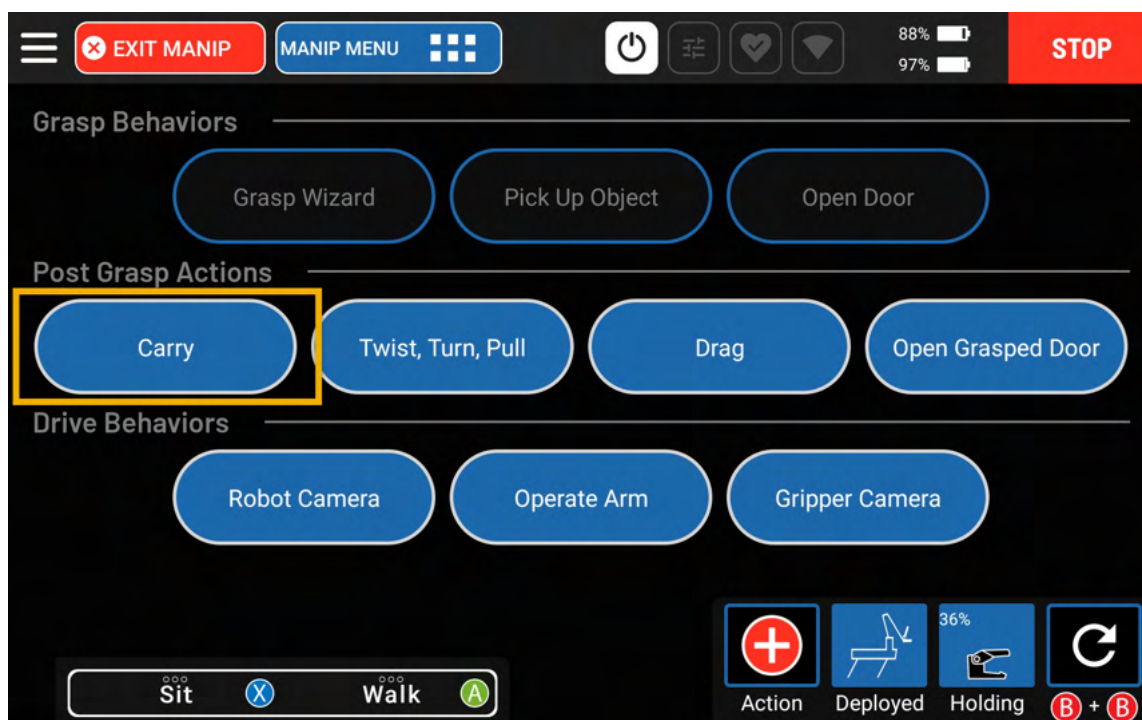 EXIT MANIP
MANIP MENU
88%
97%
STOP
Grasp Behaviors
Grasp Wizard
Pick Up Object
Open Door
Post Grasp Actions
Carry
Twist, Turn, Pull
Drag
Open Grasped Door
Drive Behaviors
Robot Camera
Operate Arm
Gripper Camera
36%
Sit X
Walk A
Action
Deployed
Holding
B + B